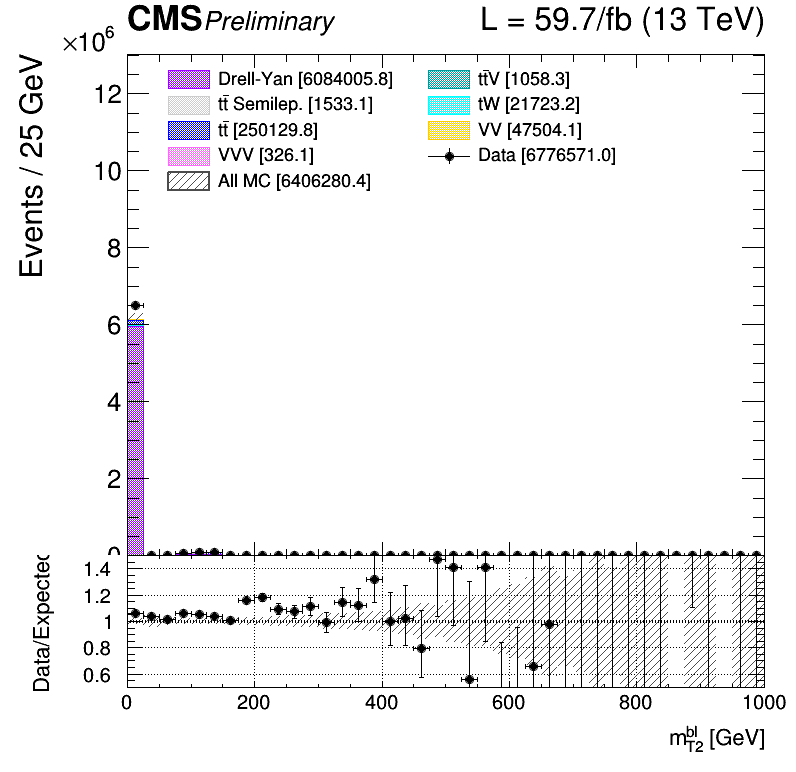 CMS Preliminary L = 59.7/fb (13 TeV)
×10⁶
Events / 25 GeV
Drell-Yan [6084005.8]
tt̄ Semilep. [1533.1]
tt̄ [250129.8]
VVV [326.1]
All MC [6406280.4]
tt̄V [1058.3]
tW [21723.2]
VV [47504.1]
Data [6776571.0]
12
10
8
6
4
2
0
Data/Expected
1.4
1.2
1
0.8
0.6
0 200 400 600 800 1000
m_{T2}^{bl} [GeV]